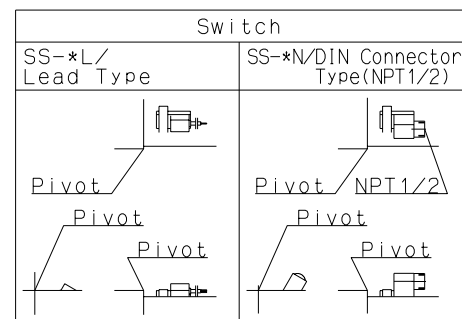 Switch
SS-*L/
Lead Type
SS-*N/DIN Connector
Type(NPT1/2)
Pivot
Pivot
Pivot
Pivot
NPT1/2
Pivot
Pivot